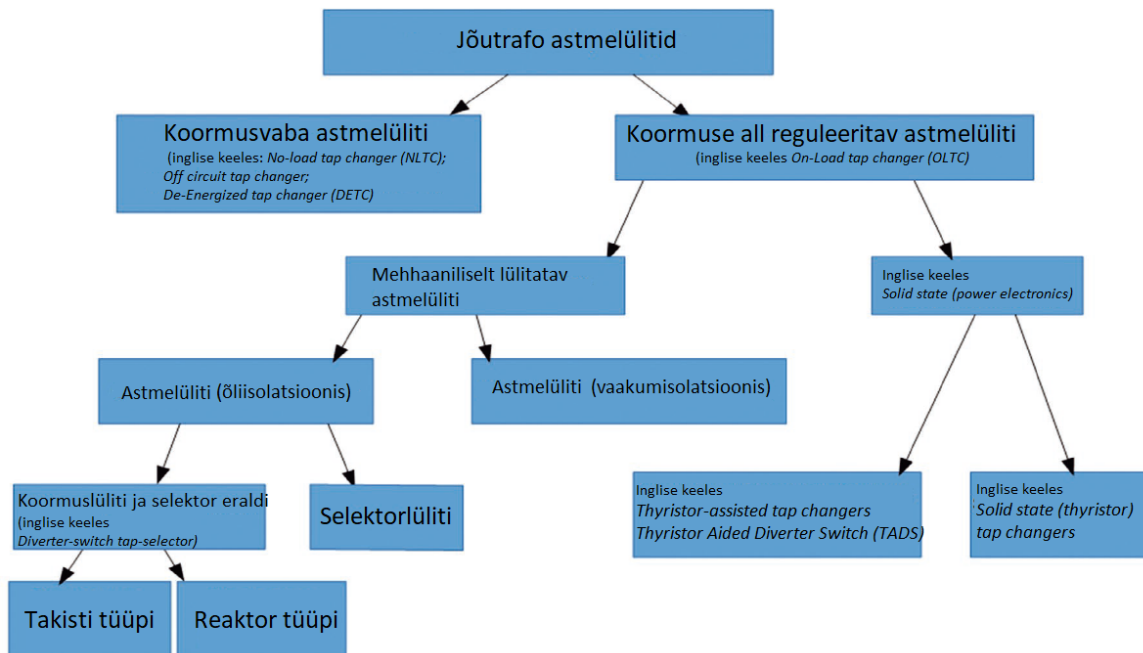 Jõutrafo astmelülitid
Koormusvaba astmelüliti
(inglise keeles: No-load tap changer (NLTC);
Off circuit tap changer;
De-Energized tap changer (DETC)
Koormuse all reguleeritav astmelüliti
(inglise keeles On-Load tap changer (OLTC)
Mehhaaniliselt lülitatav
astmelüliti
Inglise keeles
Solid state (power electronics)
Astmelüliti (õliisolatsioonis)
Astmelüliti (vaakumisolatsioonis)
Koormuslüliti ja selektor eraldi
(inglise keeles
Diverter-switch tap-selector)
Selektorlüliti
Inglise keeles
Thyristor-assisted tap changers
Thyristor Aided Diverter Switch (TADS)
Inglise keeles
Solid state (thyristor)
tap changers
Takisti tüüpi
Reaktor tüüpi